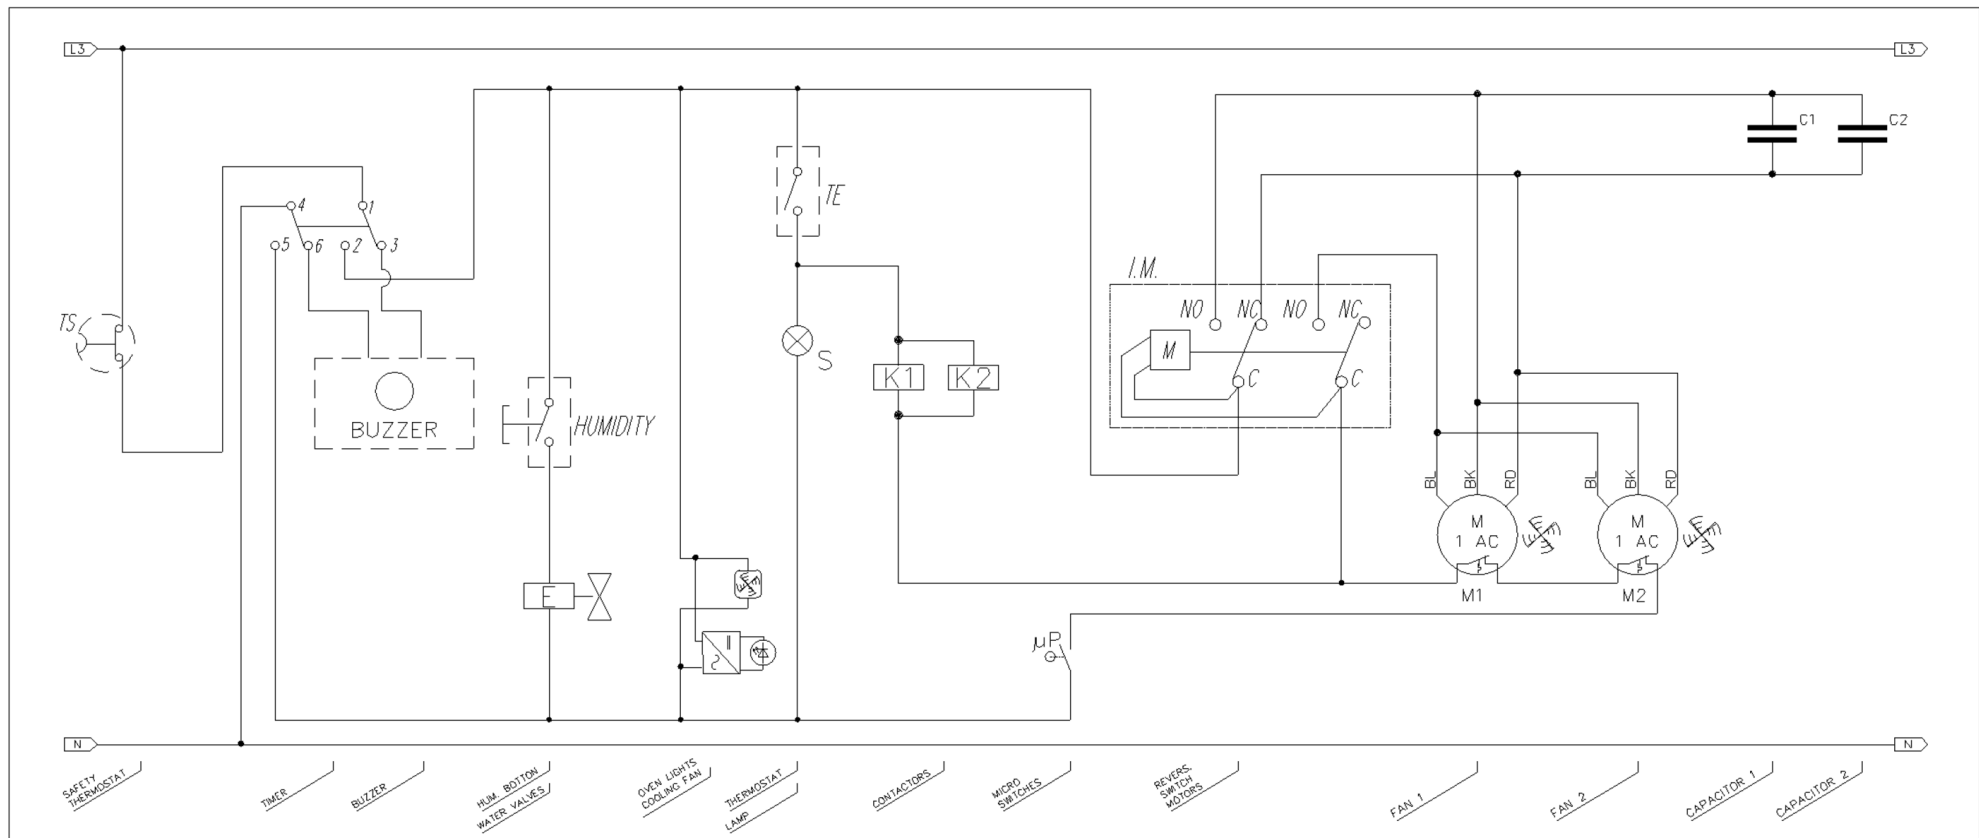 L3
L3
C1
C2
TE
4
1
5
6
2
3
I.M.
NO
NC
NO
NC
TS
M
S
K1
K2
C
C
BUZZER
HUMIDITY
BL
BK
RD
BL
BK
RD
M
1 AC
M
1 AC
E
M1
M2
µP
N
N
SAFETY
THERMOSTAT
TIMER
BUZZER
HUM. BOTTON
WATER VALVES
OVEN LIGHTS
COOLING FAN
THERMOSTAT
LAMP
CONTACTORS
MICRO
SWITCHES
REVERS.
SWITCH
MOTORS
FAN 1
FAN 2
CAPACITOR 1
CAPACITOR 2